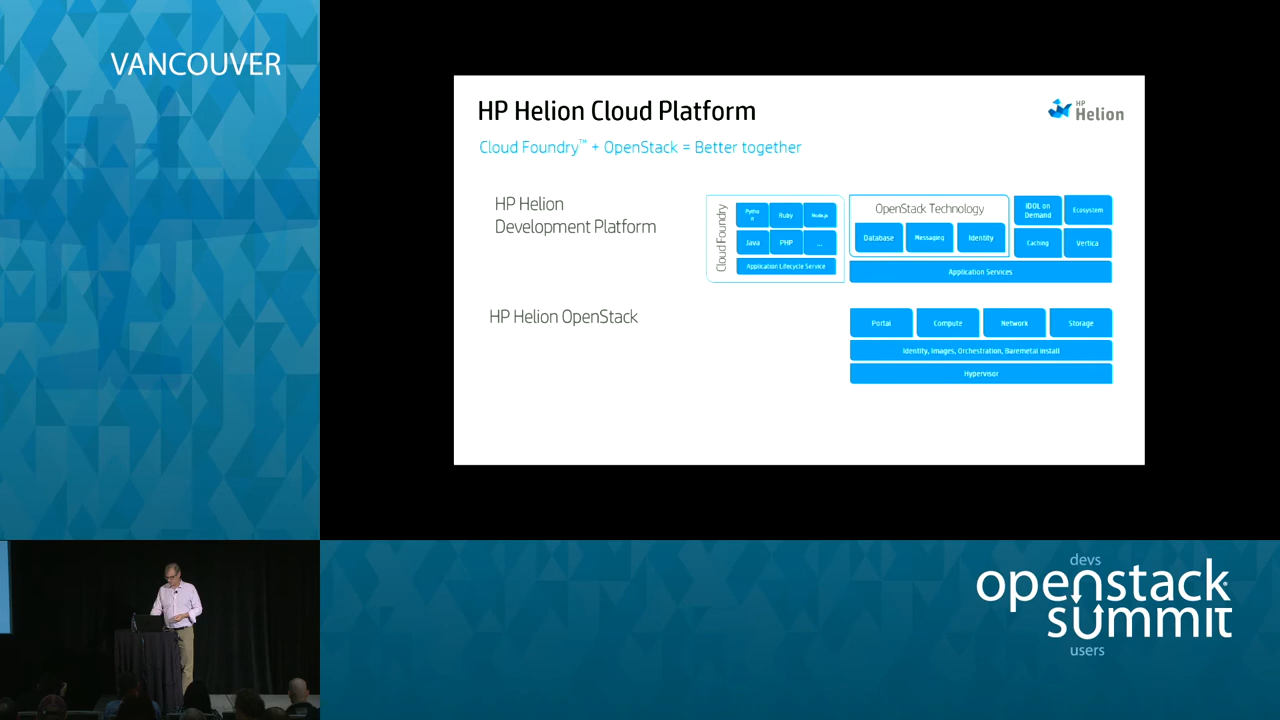 VANCOUVER
HP Helion Cloud Platform
HP
Helion
Cloud Foundry™ + OpenStack = Better together
HP Helion
Development Platform
Cloud Foundry
Pytho
n
Ruby
Node.js
Java
PHP
...
Application Lifecycle Service
OpenStack Technology
Database
Messaging
Identity
IDOL on
Demand
Ecosystem
Caching
Vertica
Application Services
HP Helion OpenStack
Portal
Compute
Network
Storage
Identity, Images, Orchestration, Baremetal install
Hypervisor
devs
openstack
summit
users